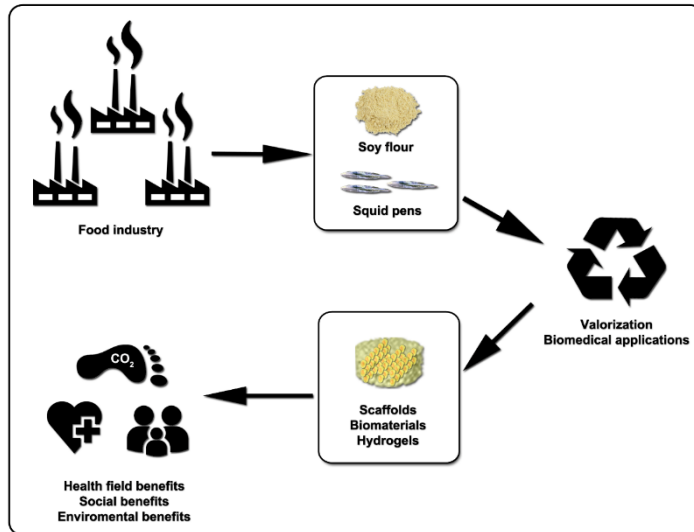 Food industry
Soy flour
Squid pens
Valorization
Biomedical applications
Scaffolds
Biomaterials
Hydrogels
CO2
Health field benefits
Social benefits
Enviromental benefits